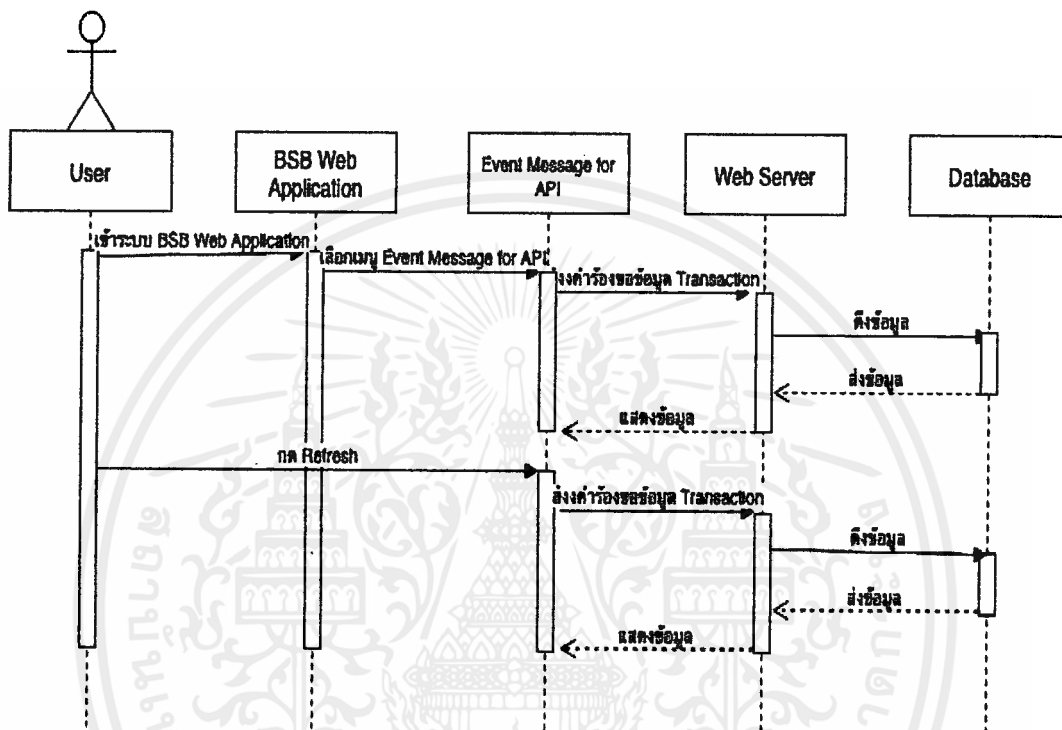 User
BSB Web
Application
Event Message for
API
Web Server
Database
เข้าระบบ BSB Web Application
เลือกเมนู Event Message for API
ส่งคำร้องขอข้อมูล Transaction
ดึงข้อมูล
ส่งข้อมูล
แสดงข้อมูล
กด Refresh
ส่งงคำร้องขอข้อมูล Transaction
ดึงข้อมูล
ส่งข้อมูล
แสดงข้อมูล